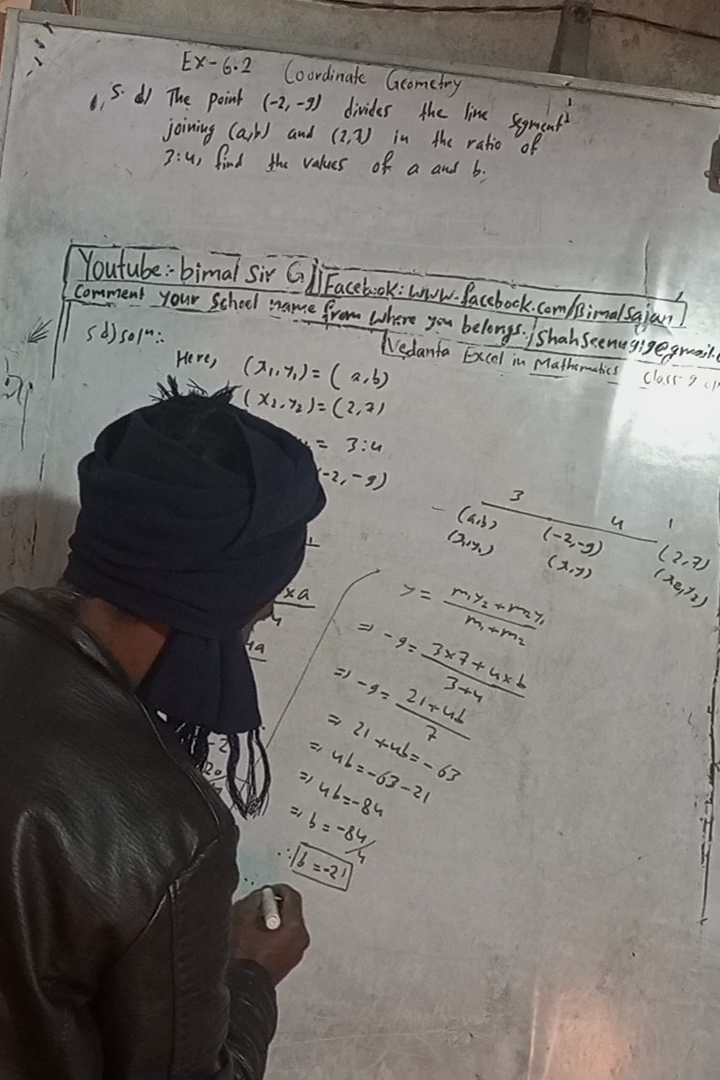 Ex-6.2 Coordinate Geometry
5. d) The point (-2, -9) divides the line segment
joining (a,b) and (2,7) in the ratio of
3:4, find the values of a and b.
Youtube:- bimal Sir G
Facebook: www.facebook.com/Bimalsajan
Comment your School name from where you belongs.
Vedanta Excel in Mathematics
5d) soln:
Here, (x₁,y₁) = (a,b)
(x₂,y₂) = (2,7)
= 3:4
-2, -9)
xa
4a
3 4
(a,b) (-2,-9) (2,7)
(x₁,y₁) (x,y) (x₂,y₂)
y = m₁y₂+m₂y₁/m₁+m₂
⇒ -9 = 3×7+4×b/3+4
⇒ -9 = 21+4b/7
⇒ 21+4b=-63
⇒ 4b=-63-21
⇒ 4b=-84
⇒ b=-84/4
∴ b=-21